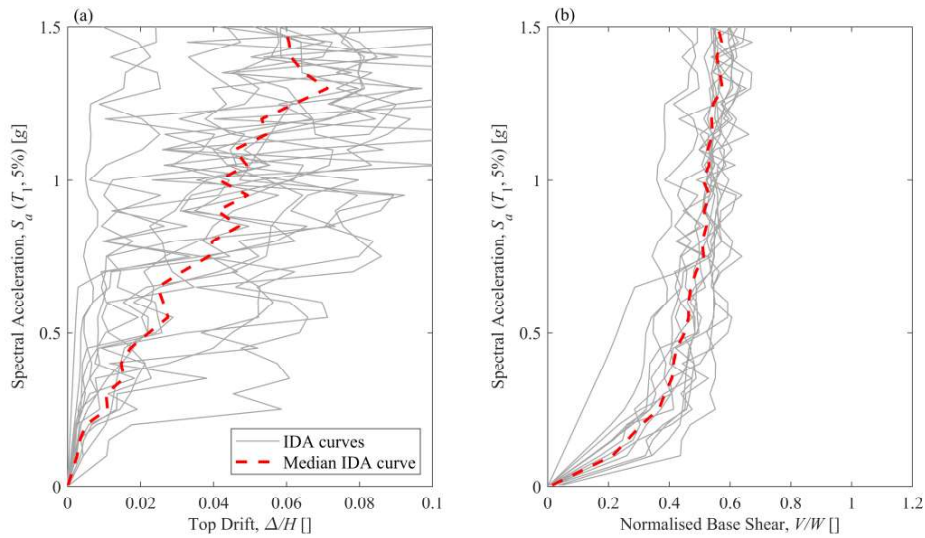 (a)
1.5
1
0.5
0
Spectral Acceleration, Sₐ (T₁, 5%) [g]
IDA curves
Median IDA curve
0 0.02 0.04 0.06 0.08 0.1
Top Drift, Δ/H []
(b)
1.5
1
0.5
0
Spectral Acceleration, Sₐ (T₁, 5%) [g]
0 0.2 0.4 0.6 0.8 1 1.2
Normalised Base Shear, V/W []